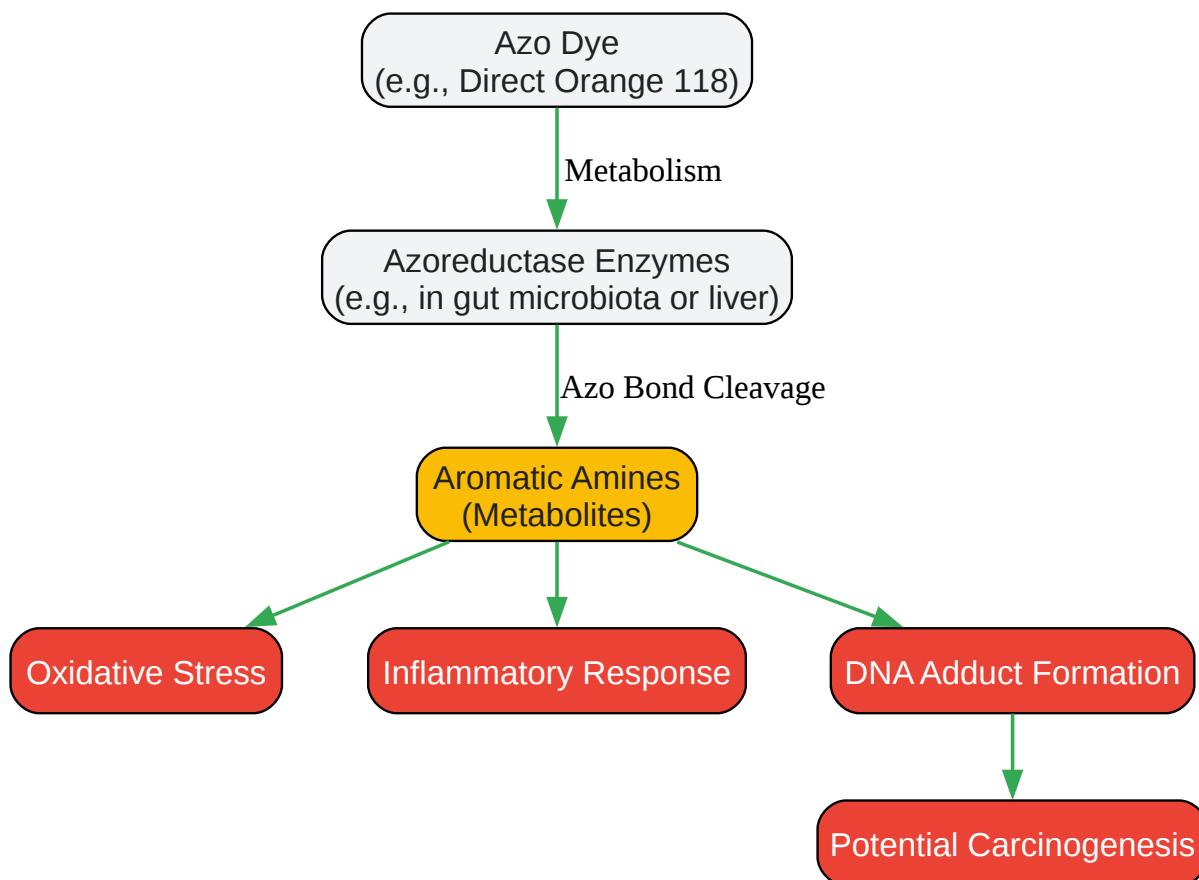 Azo Dye
(e.g., Direct Orange 118)
Metabolism
Azoreductase Enzymes
(e.g., in gut microbiota or liver)
Azo Bond Cleavage
Aromatic Amines
(Metabolites)
Oxidative Stress
Inflammatory Response
DNA Adduct Formation
Potential Carcinogenesis